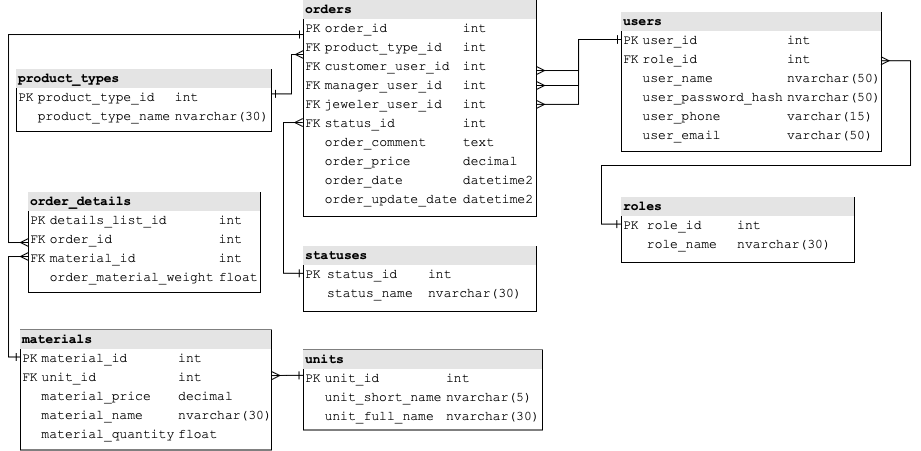 orders
PK order_id int
FK product_type_id int
FK customer_user_id int
FK manager_user_id int
FK jeweler_user_id int
FK status_id int
order_comment text
order_price decimal
order_date datetime2
order_update_date datetime2
users
PK user_id int
FK role_id int
user_name nvarchar(50)
user_password_hash nvarchar(50)
user_phone varchar(15)
user_email varchar(50)
product_types
PK product_type_id int
product_type_name nvarchar(30)
order_details
PK details_list_id int
FK order_id int
FK material_id int
order_material_weight float
roles
PK role_id int
role_name nvarchar(30)
statuses
PK status_id int
status_name nvarchar(30)
materials
PK material_id int
FK unit_id int
material_price decimal
material_name nvarchar(30)
material_quantity float
units
PK unit_id int
unit_short_name nvarchar(5)
unit_full_name nvarchar(30)